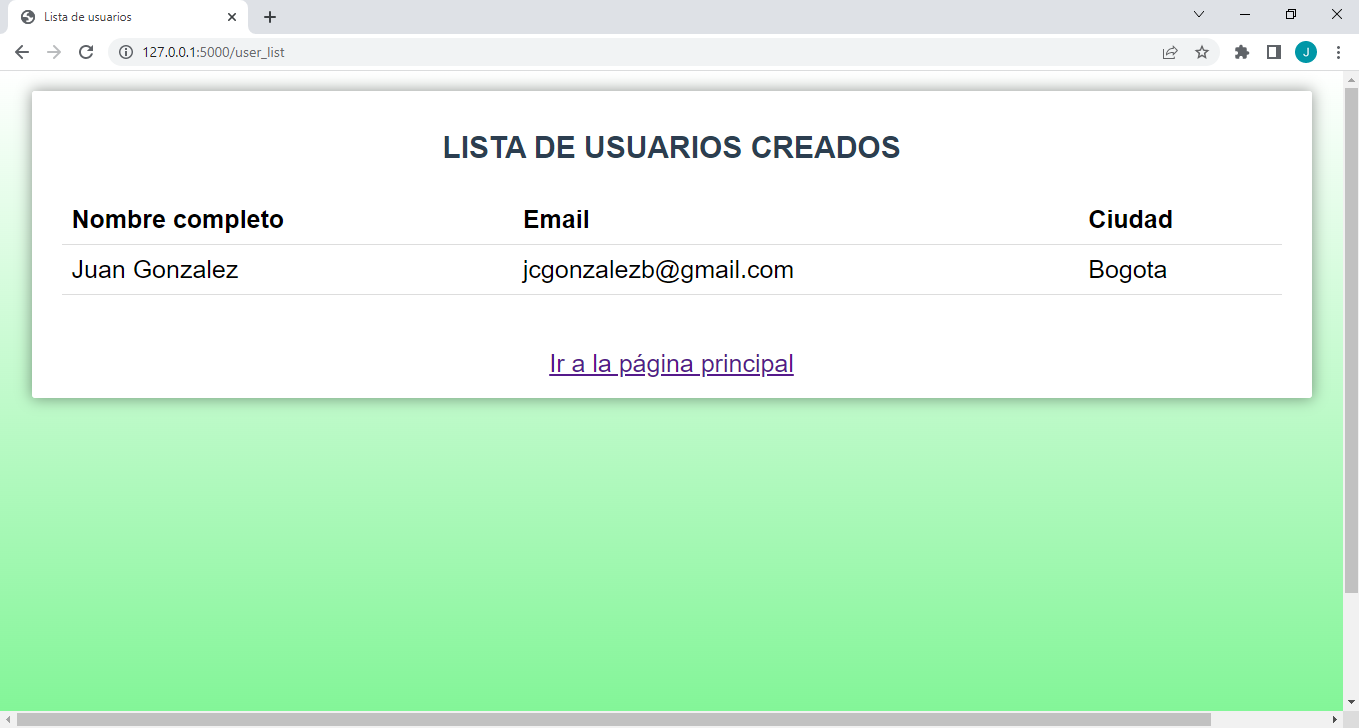 Lista de usuarios
127.0.0.1:5000/user_list
J
LISTA DE USUARIOS CREADOS
Nombre completo Email Ciudad
Juan Gonzalez jcgonzalezb@gmail.com Bogota
Ir a la página principal